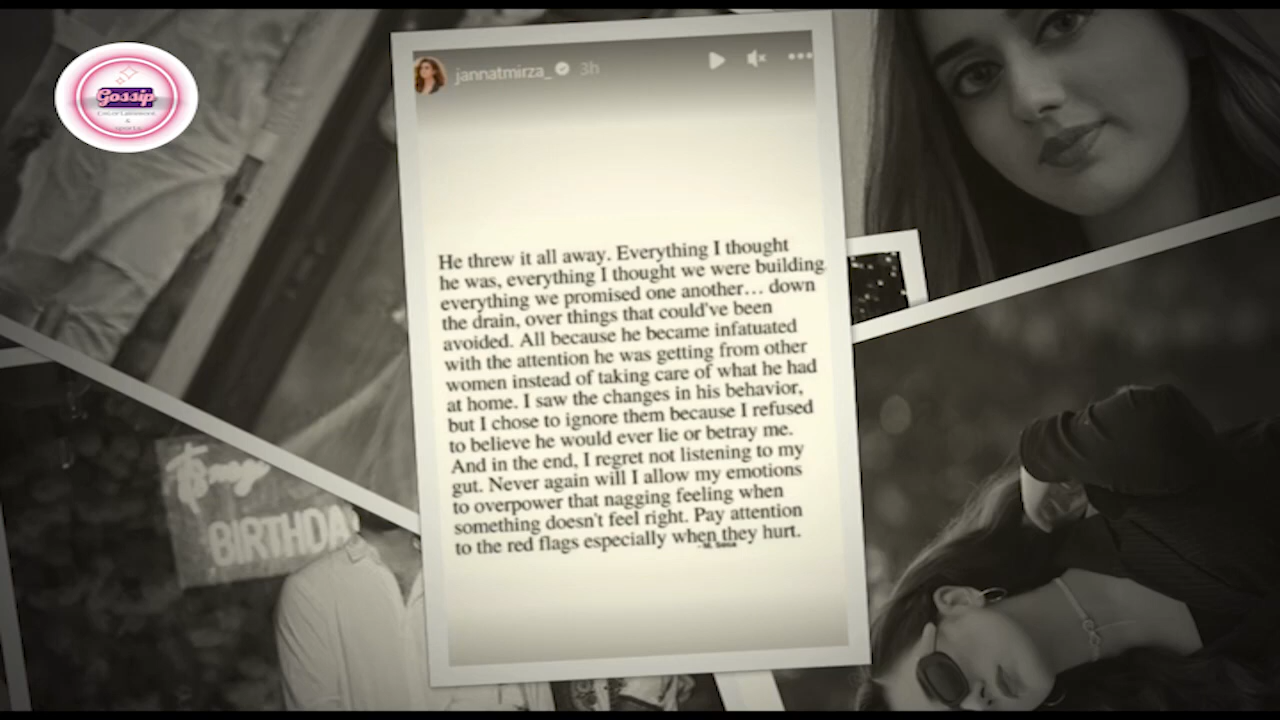 Gossip
Entertainment
&
sports
jannatmirza_ 3h
He threw it all away. Everything I thought
he was, everything I thought we were building
everything we promised one another… down
the drain, over things that could've been
avoided. All because he became infatuated
with the attention he was getting from other
women instead of taking care of what he had
at home. I saw the changes in his behavior,
but I chose to ignore them because I refused
to believe he would ever lie or betray me.
And in the end, I regret not listening to my
gut. Never again will I allow my emotions
to overpower that nagging feeling when
something doesn't feel right. Pay attention
to the red flags especially when they hurt.
to my
BIRTHDA